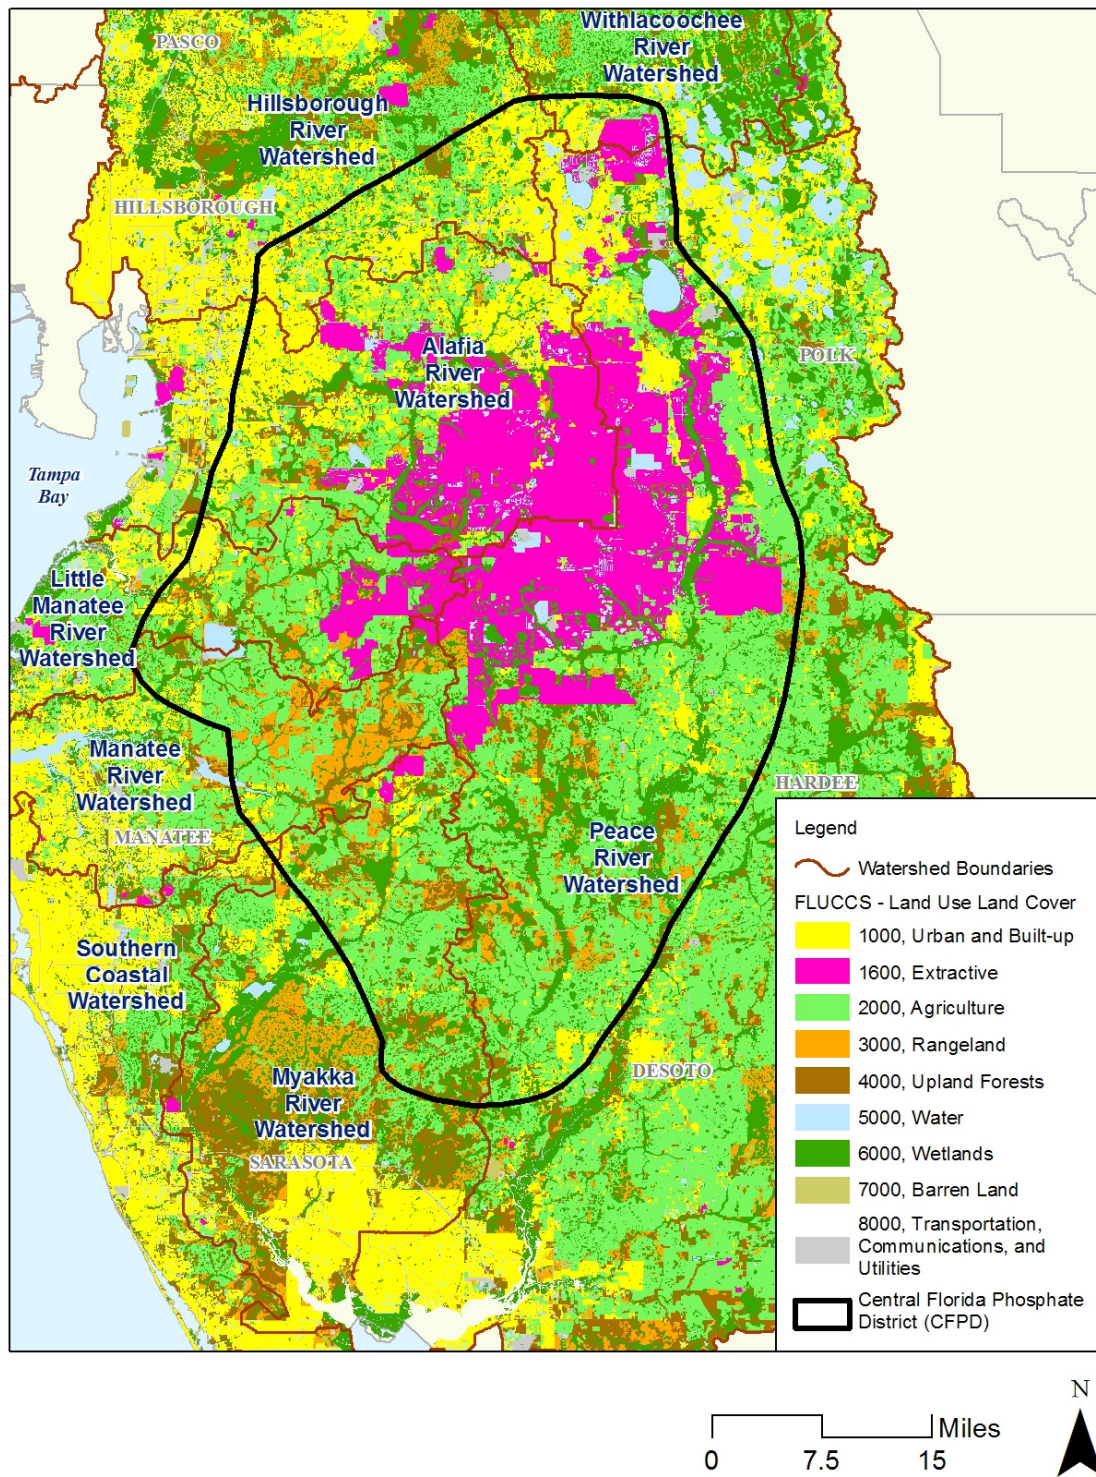 Withlacoochee
River
Watershed
PASCO
Hillsborough
River
Watershed
HILLSBOROUGH
Alafia
River
Watershed
POLK
Tampa
Bay
Little
Manatee
River
Watershed
Manatee
River
Watershed
MANATEE
HARDEE
Peace
River
Watershed
Southern
Coastal
Watershed
DESOTO
Myakka
River
Watershed
SARASOTA
Legend
Watershed Boundaries
FLUCCS - Land Use Land Cover
1000, Urban and Built-up
1600, Extractive
2000, Agriculture
3000, Rangeland
4000, Upland Forests
5000, Water
6000, Wetlands
7000, Barren Land
8000, Transportation,
Communications, and
Utilities
Central Florida Phosphate
District (CFPD)
N
Miles
0 7.5 15